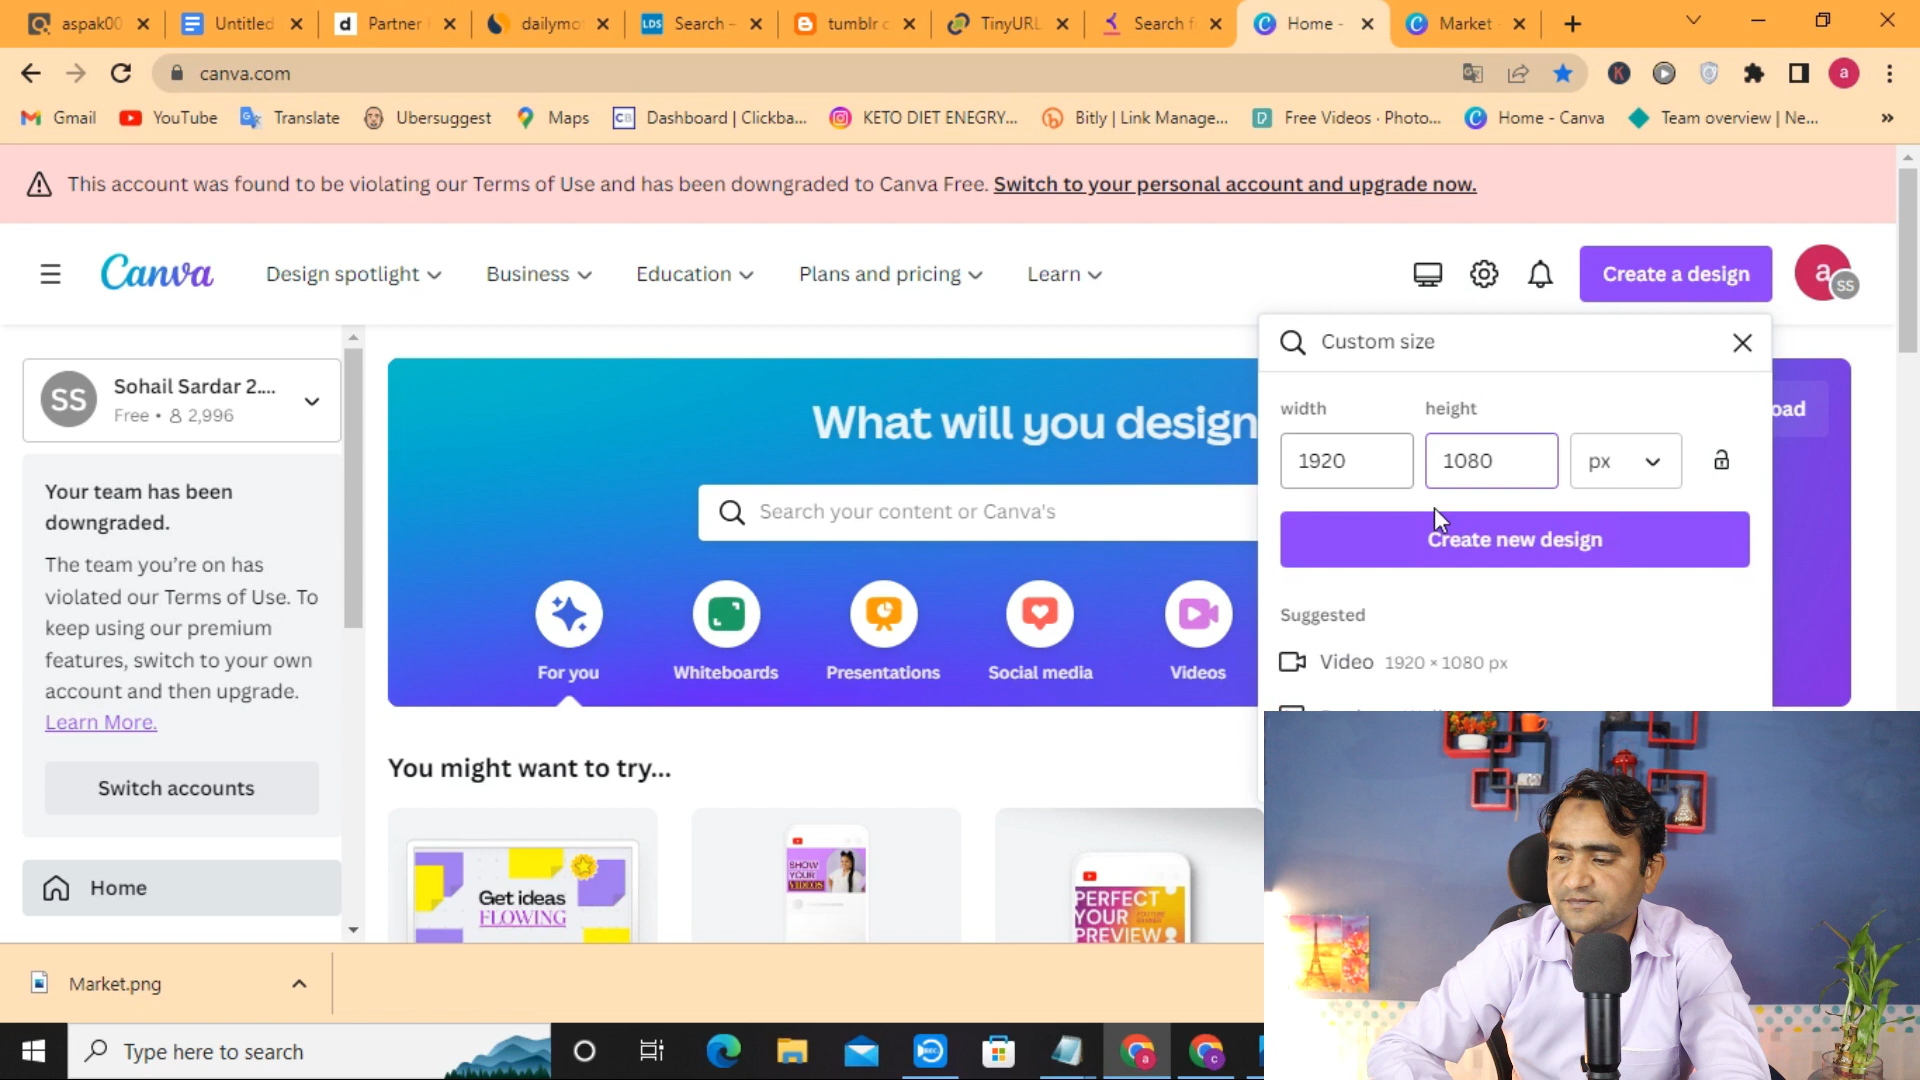 aspak00
Untitled
Partner
dailymo
Search –
tumblr c
TinyURL
Search f
Home -
Market
canva.com
a
Gmail
YouTube
Translate
Ubersuggest
Maps
Dashboard | Clickba...
KETO DIET ENEGRY...
Bitly | Link Manage...
Free Videos · Photo...
Home - Canva
Team overview | Ne...
This account was found to be violating our Terms of Use and has been downgraded to Canva Free. Switch to your personal account and upgrade now.
Canva
Design spotlight
Business
Education
Plans and pricing
Learn
Create a design
a
SS
SS
Sohail Sardar 2....
Free • 2,996
Your team has been
downgraded.
The team you're on has
violated our Terms of Use. To
keep using our premium
features, switch to your own
account and then upgrade.
Learn More.
Switch accounts
Home
What will you design
Search your content or Canva's
For you
Whiteboards
Presentations
Social media
Videos
Custom size
width
height
1920
1080
px
Create new design
Suggested
Video 1920 × 1080 px
You might want to try...
Get ideas
FLOWING
SHOW
YOUR
VIDEOS
PERFECT
YOUR
PREVIEW
Market.png
Type here to search